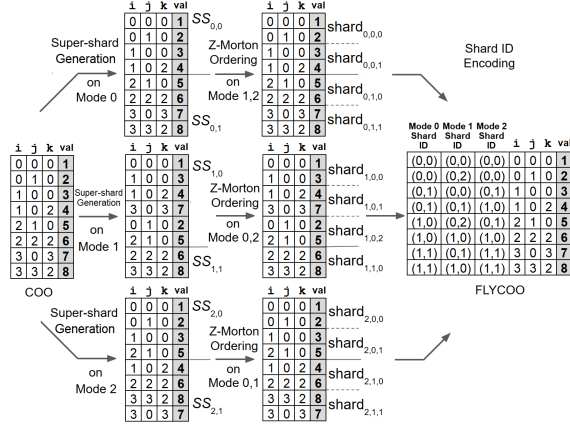 Super-shard
Generation
on
Mode 0
i j k val
0 0 0 1
0 1 0 2
1 0 0 3
1 0 2 4
2 1 0 5
2 2 2 6
3 0 3 7
3 3 2 8
SS0,0
SS0,1
Z-Morton
Ordering
on
Mode 1,2
i j k val
0 0 0 1
0 1 0 2
1 0 0 3
1 0 2 4
2 1 0 5
2 2 2 6
3 0 3 7
3 3 2 8
shard0,0,0
shard0,0,1
shard0,1,0
shard0,1,1
Shard ID
Encoding
i j k val
0 0 0 1
0 1 0 2
1 0 0 3
1 0 2 4
2 1 0 5
2 2 2 6
3 0 3 7
3 3 2 8
COO
Super-shard
Generation
on
Mode 1
i j k val
0 0 0 1
1 0 0 3
1 0 2 4
3 0 3 7
0 1 0 2
2 1 0 5
2 2 2 6
3 3 2 8
SS1,0
SS1,1
Z-Morton
Ordering
on
Mode 0,2
i j k val
0 0 0 1
1 0 0 3
1 0 2 4
3 0 3 7
0 1 0 2
2 1 0 5
2 2 2 6
3 3 2 8
shard1,0,0
shard1,0,1
shard1,0,2
shard1,1,0
Mode 0 Mode 1 Mode 2
Shard Shard Shard
ID ID ID i j k val
(0,0) (0,0) (0,0) 0 0 0 1
(0,0) (0,2) (0,0) 0 1 0 2
(0,1) (0,0) (0,1) 1 0 0 3
(0,1) (0,1) (1,0) 1 0 2 4
(1,0) (0,2) (0,1) 2 1 0 5
(1,0) (1,0) (1,0) 2 2 2 6
(1,1) (0,1) (1,1) 3 0 3 7
(1,1) (1,0) (1,1) 3 3 2 8
FLYCOO
Super-shard
Generation
on
Mode 2
i j k val
0 0 0 1
0 1 0 2
1 0 0 3
2 1 0 5
1 0 2 4
2 2 2 6
3 3 2 8
3 0 3 7
SS2,0
SS2,1
Z-Morton
Ordering
on
Mode 0,1
i j k val
0 0 0 1
0 1 0 2
1 0 0 3
2 1 0 5
1 0 2 4
2 2 2 6
3 3 2 8
3 0 3 7
shard2,0,0
shard2,0,1
shard2,1,0
shard2,1,1